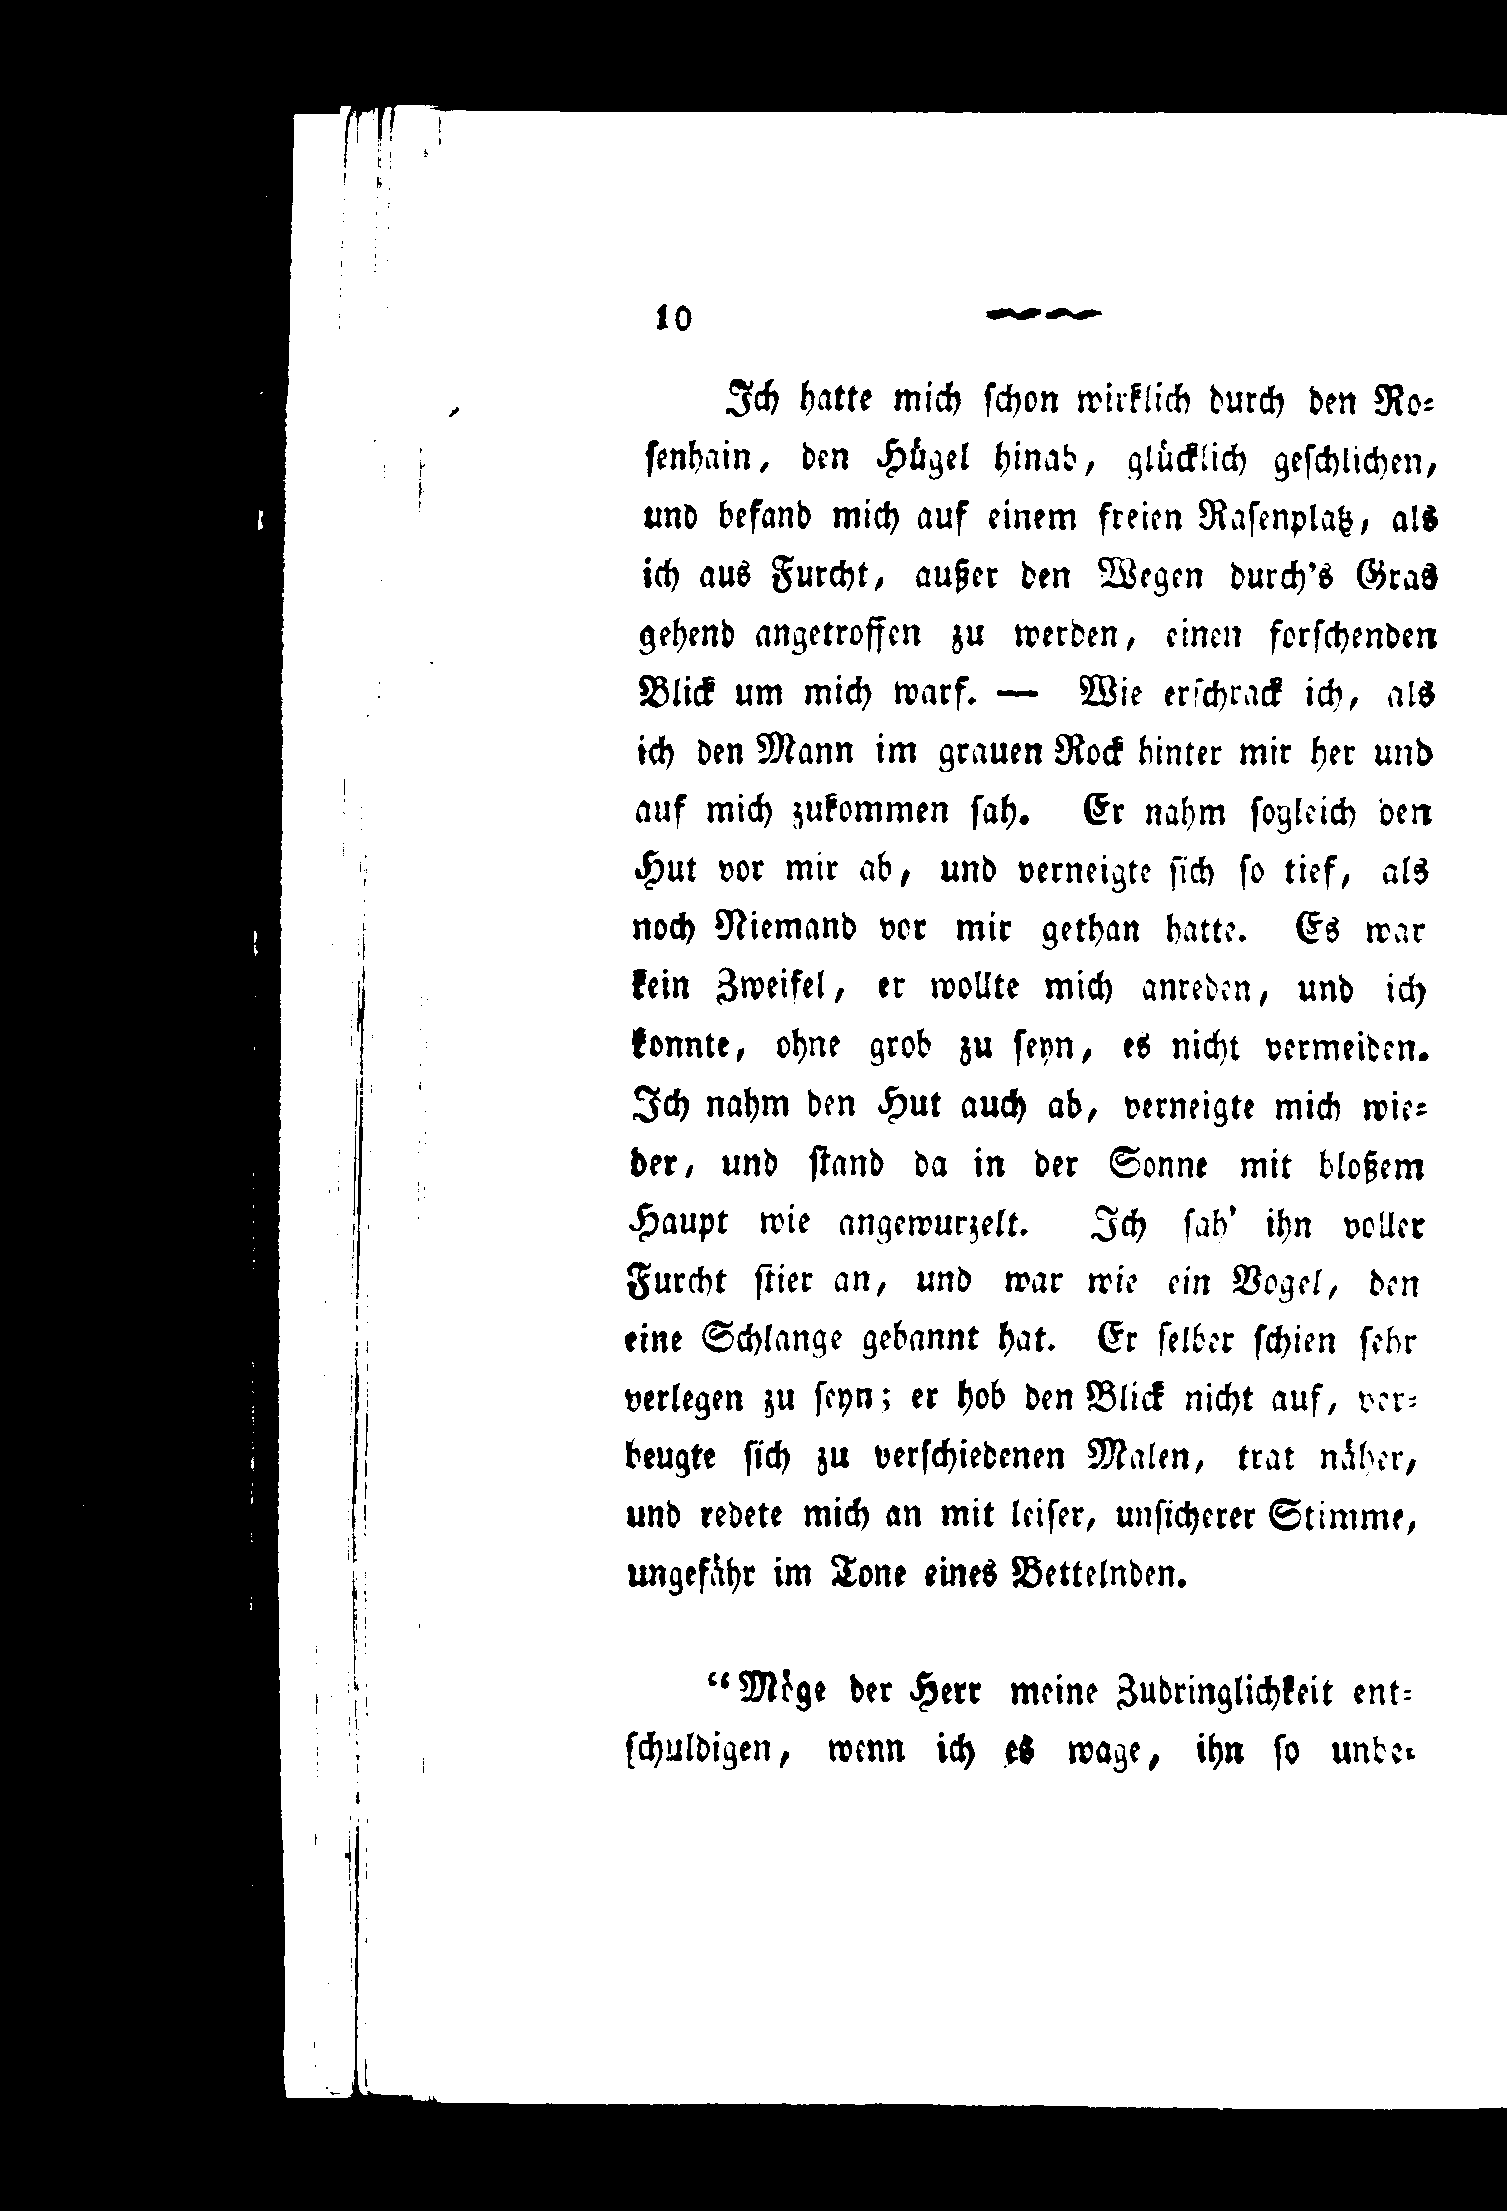 10
Ich hatte mich ſchon wirklich durch den Ro⸗
ſenhain, den Hügel hinab, glücklich geſchlichen,
und befand mich auf einem freien Raſenplatz, als
ich aus Furcht, außer den Wegen durch's Gras
gehend angetroffen zu werden, einen forſchenden
Blick um mich warf. — Wie erſchrack ich, als
ich den Mann im grauen Rock hinter mir her und
auf mich zukommen ſah. Er nahm ſogleich den
Hut vor mir ab, und verneigte ſich ſo tief, als
noch Niemand vor mir gethan hatte. Es war
kein Zweifel, er wollte mich anreden, und ich
konnte, ohne grob zu ſeyn, es nicht vermeiden.
Ich nahm den Hut auch ab, verneigte mich wie⸗
der, und ſtand da in der Sonne mit bloßem
Haupt wie angewurzelt. Ich ſah' ihn voller
Furcht ſtier an, und war wie ein Vogel, den
eine Schlange gebannt hat. Er ſelber ſchien ſehr
verlegen zu ſeyn; er hob den Blick nicht auf, ver⸗
beugte ſich zu verſchiedenen Malen, trat näher,
und redete mich an mit leiſer, unſicherer Stimme,
ungefähr im Tone eines Bettelnden.
“Möge der Herr meine Zudringlichkeit ent⸗
ſchuldigen, wenn ich es wage, ihn ſo unbe⸗